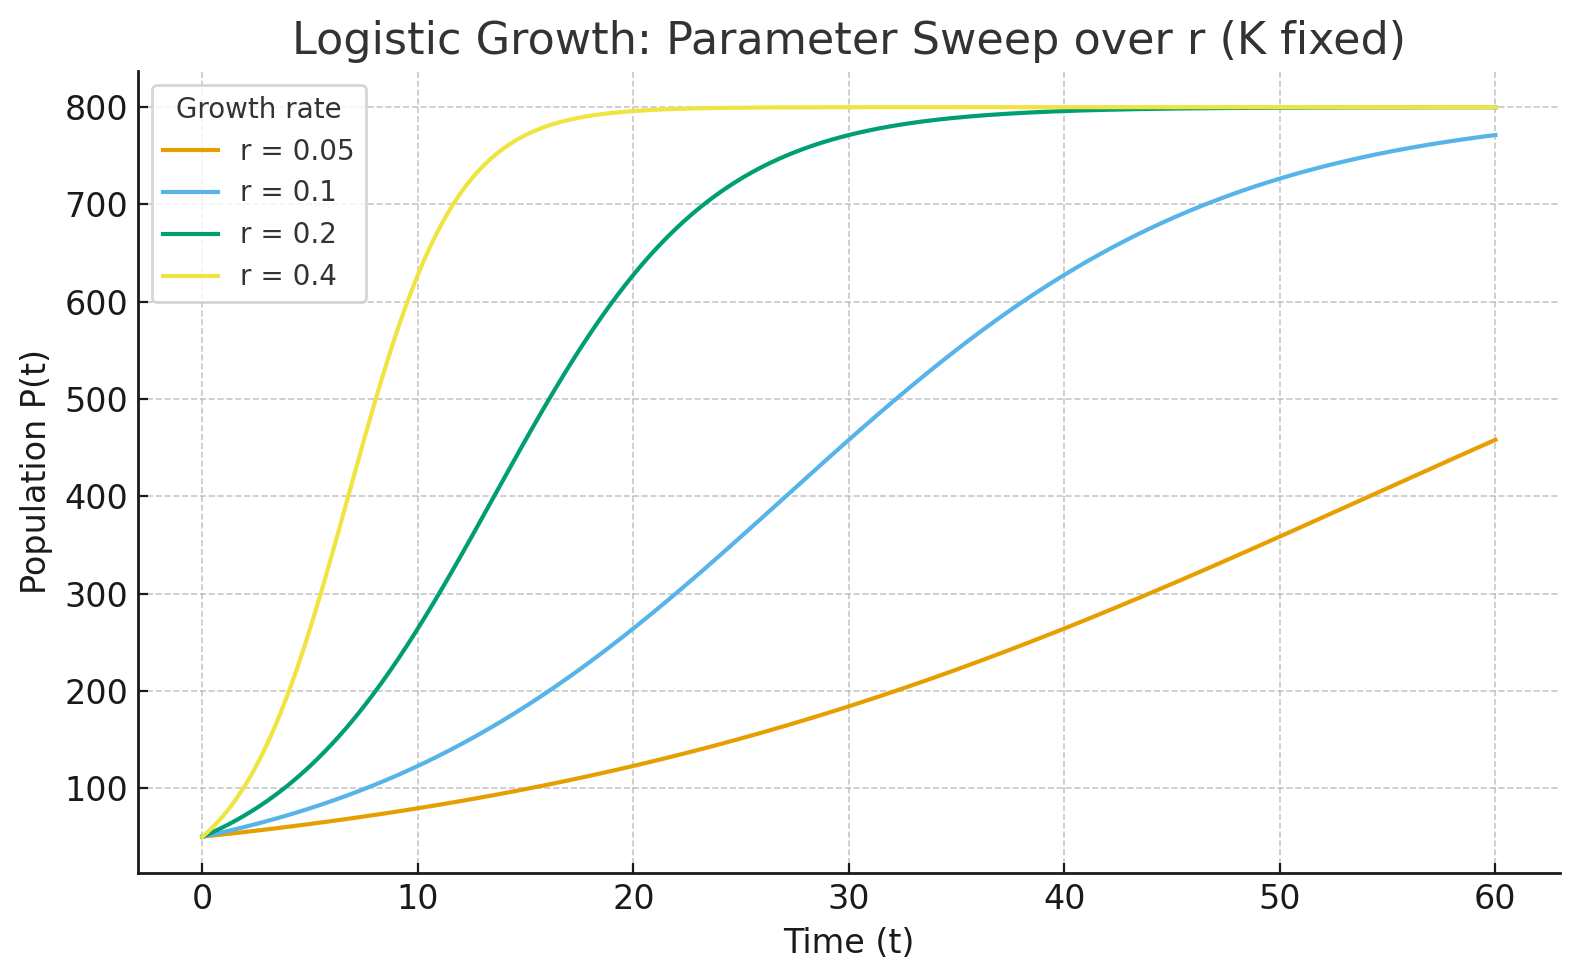 Logistic Growth: Parameter Sweep over r (K fixed)
Growth rate
r = 0.05
r = 0.1
r = 0.2
r = 0.4
Population P(t)
800
700
600
500
400
300
200
100
0 10 20 30 40 50 60
Time (t)